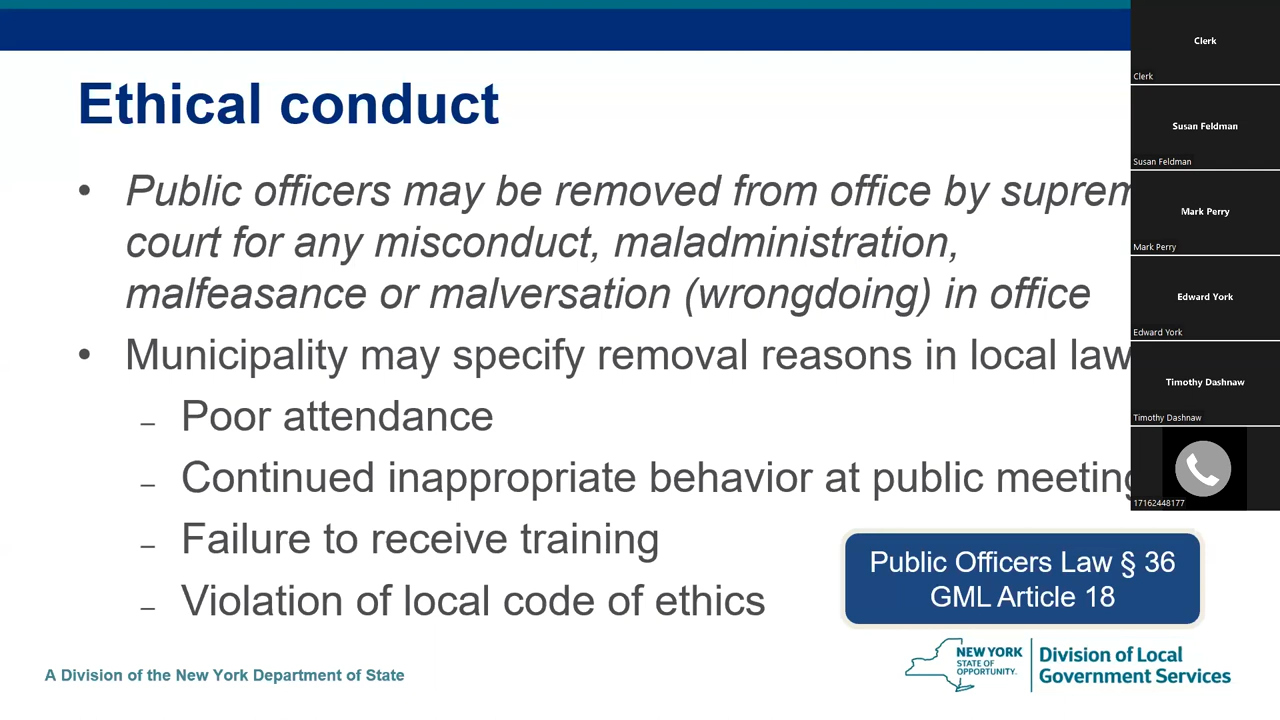 Ethical conduct
• Public officers may be removed from office by suprem
court for any misconduct, maladministration,
malfeasance or malversation (wrongdoing) in office
• Municipality may specify removal reasons in local law
– Poor attendance
– Continued inappropriate behavior at public meeting
– Failure to receive training
– Violation of local code of ethics
Public Officers Law § 36
GML Article 18
A Division of the New York Department of State
NEW YORK
STATE OF
OPPORTUNITY.
Division of Local
Government Services
Clerk
Clerk
Susan Feldman
Susan Feldman
Mark Perry
Mark Perry
Edward York
Edward York
Timothy Dashnaw
Timothy Dashnaw
17162448177